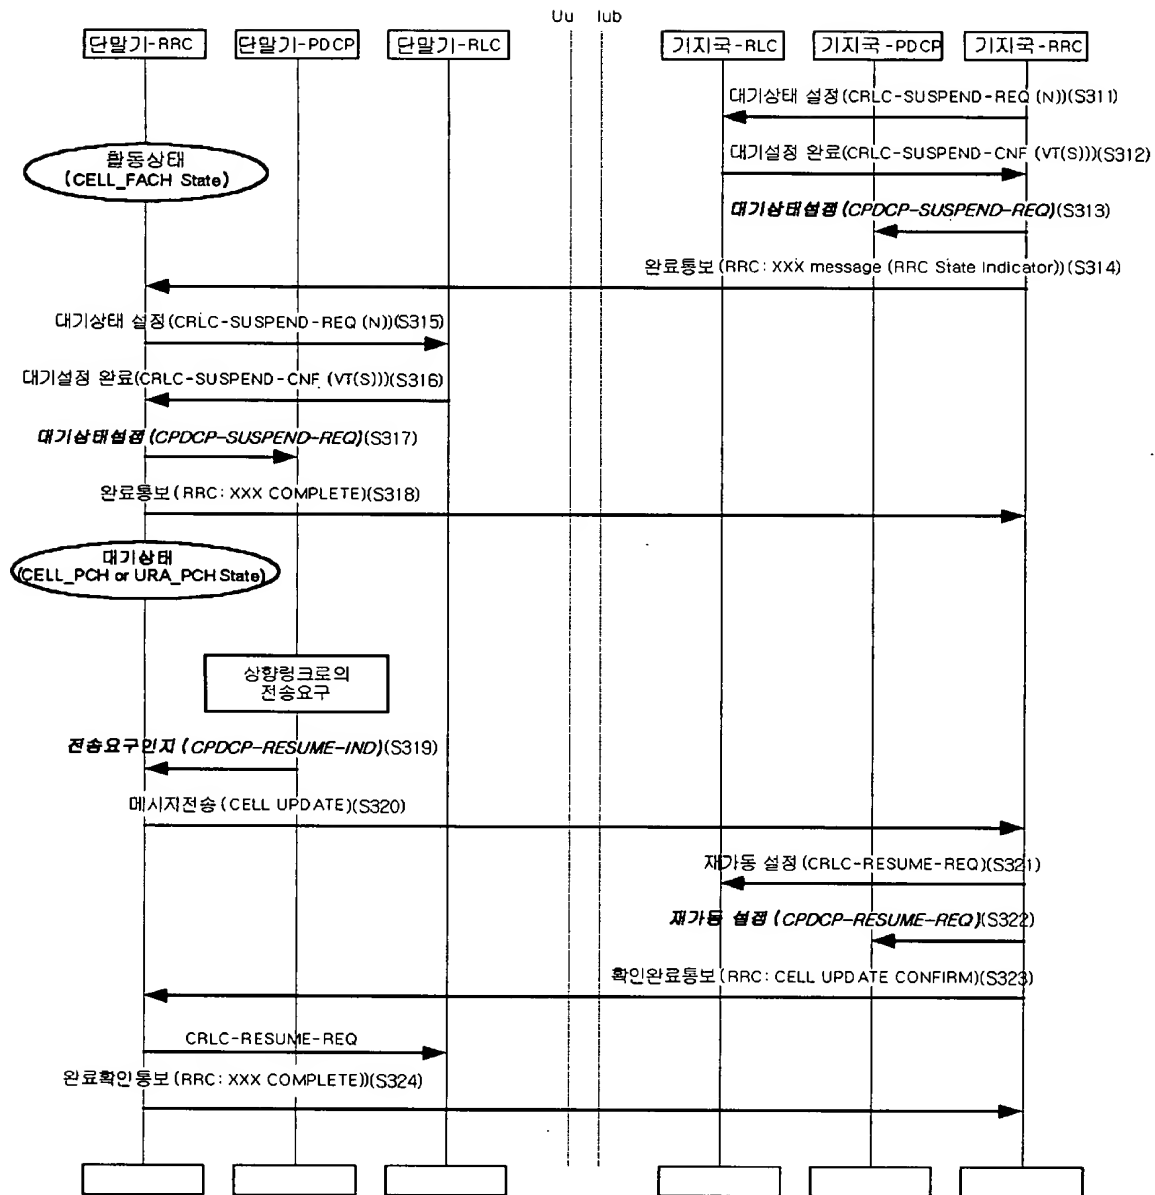 Uu Iub
단말기-RRC 단말기-PDCP 단말기-RLC 기지국-RLC 기지국-PDCP 기지국-RRC
대기상태 설정(CRLC-SUSPEND-REQ (N))(S311)
활동상태
(CELL_FACH State)
대기설정 완료(CRLC-SUSPEND-CNF (VT(S)))(S312)
대기상태설정(CPDCP-SUSPEND-REQ)(S313)
완료통보(RRC: XXX message (RRC State Indicator))(S314)
대기상태 설정(CRLC-SUSPEND-REQ (N))(S315)
대기설정 완료(CRLC-SUSPEND-CNF (VT(S)))(S316)
대기상태설정(CPDCP-SUSPEND-REQ)(S317)
완료통보(RRC: XXX COMPLETE)(S318)
대기상태
(CELL_PCH or URA_PCH State)
상향링크로의
전송요구
전송요구인지(CPDCP-RESUME-IND)(S319)
메시지전송(CELL UPDATE)(S320)
재가동 설정(CRLC-RESUME-REQ)(S321)
재가동 설정(CPDCP-RESUME-REQ)(S322)
확인완료통보(RRC: CELL UPDATE CONFIRM)(S323)
CRLC-RESUME-REQ
완료확인통보(RRC: XXX COMPLETE))(S324)